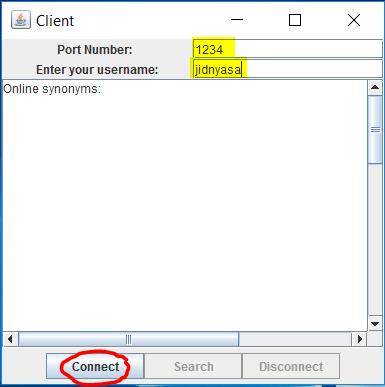 Client
Port Number: 1234
Enter your username: jidnyasa
Online synonyms:
Connect Search Disconnect